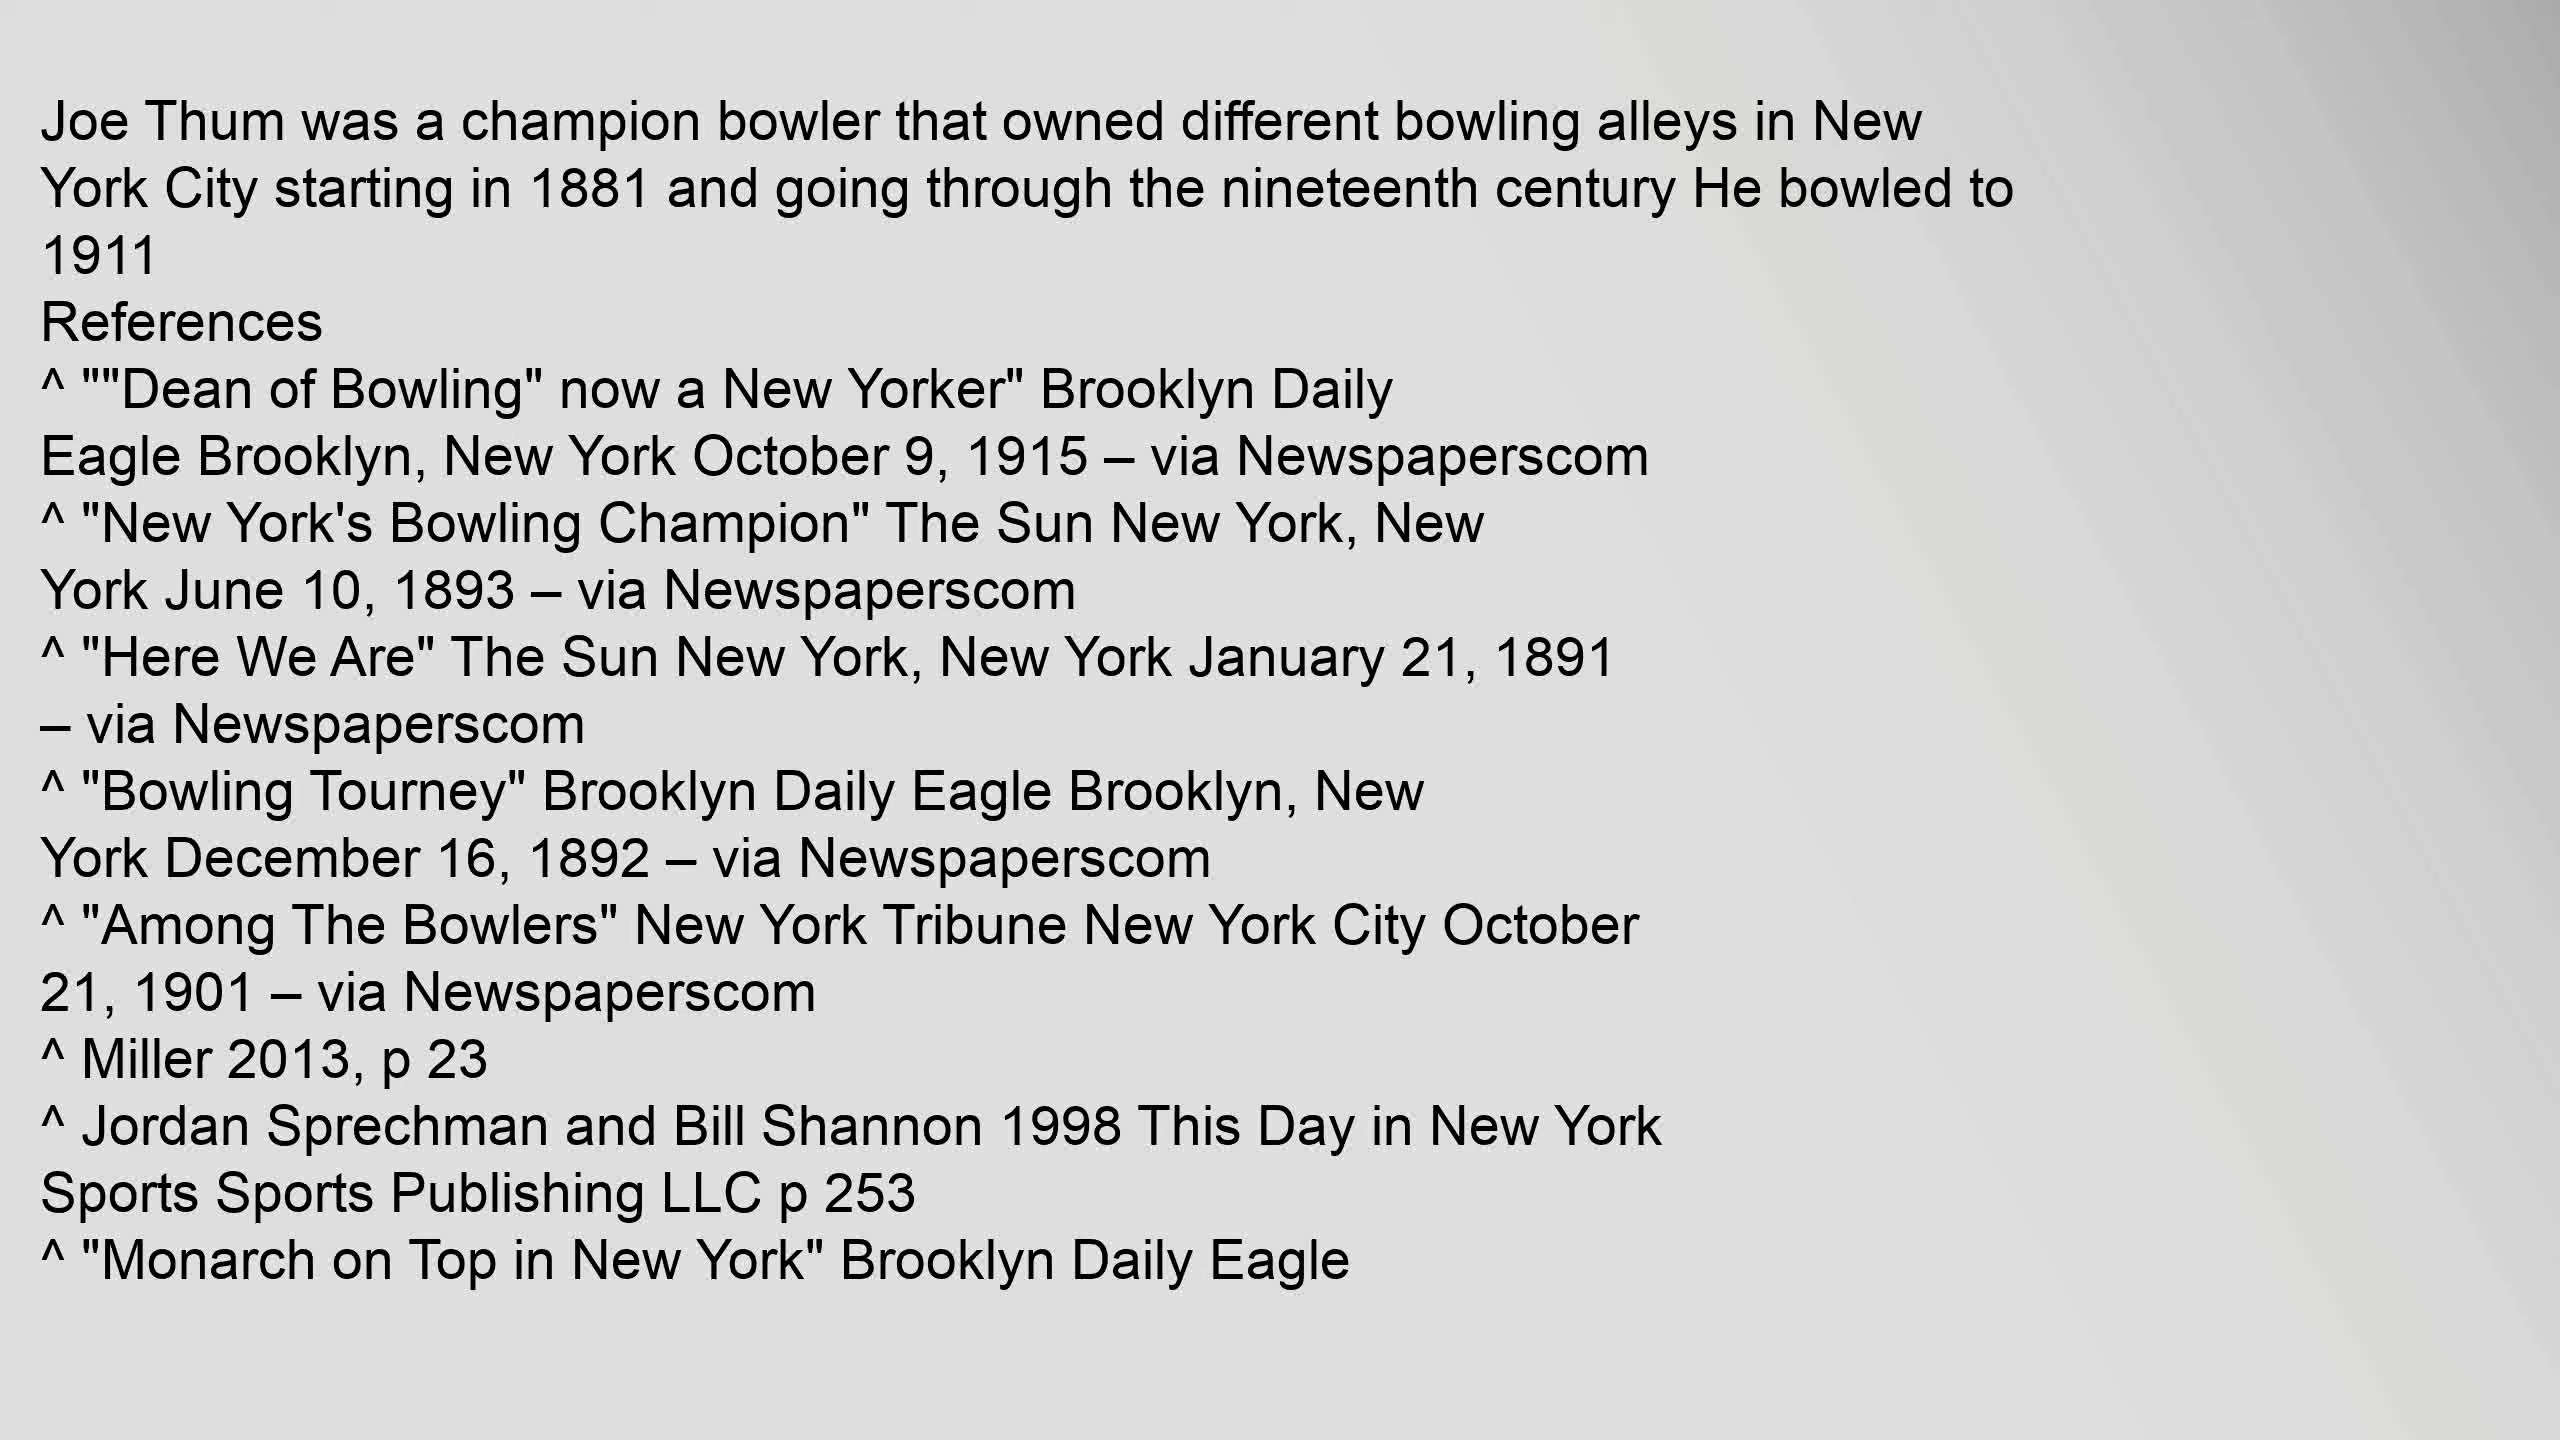 Joe Thum was a champion bowler that owned different bowling alleys in New
York City starting in 1881 and going through the nineteenth century He bowled to
1911
References
^ ""Dean of Bowling" now a New Yorker" Brooklyn Daily
Eagle Brooklyn, New York October 9, 1915 – via Newspaperscom
^ "New York's Bowling Champion" The Sun New York, New
York June 10, 1893 – via Newspaperscom
^ "Here We Are" The Sun New York, New York January 21, 1891
– via Newspaperscom
^ "Bowling Tourney" Brooklyn Daily Eagle Brooklyn, New
York December 16, 1892 – via Newspaperscom
^ "Among The Bowlers" New York Tribune New York City October
21, 1901 – via Newspaperscom
^ Miller 2013, p 23
^ Jordan Sprechman and Bill Shannon 1998 This Day in New York
Sports Sports Publishing LLC p 253
^ "Monarch on Top in New York" Brooklyn Daily Eagle